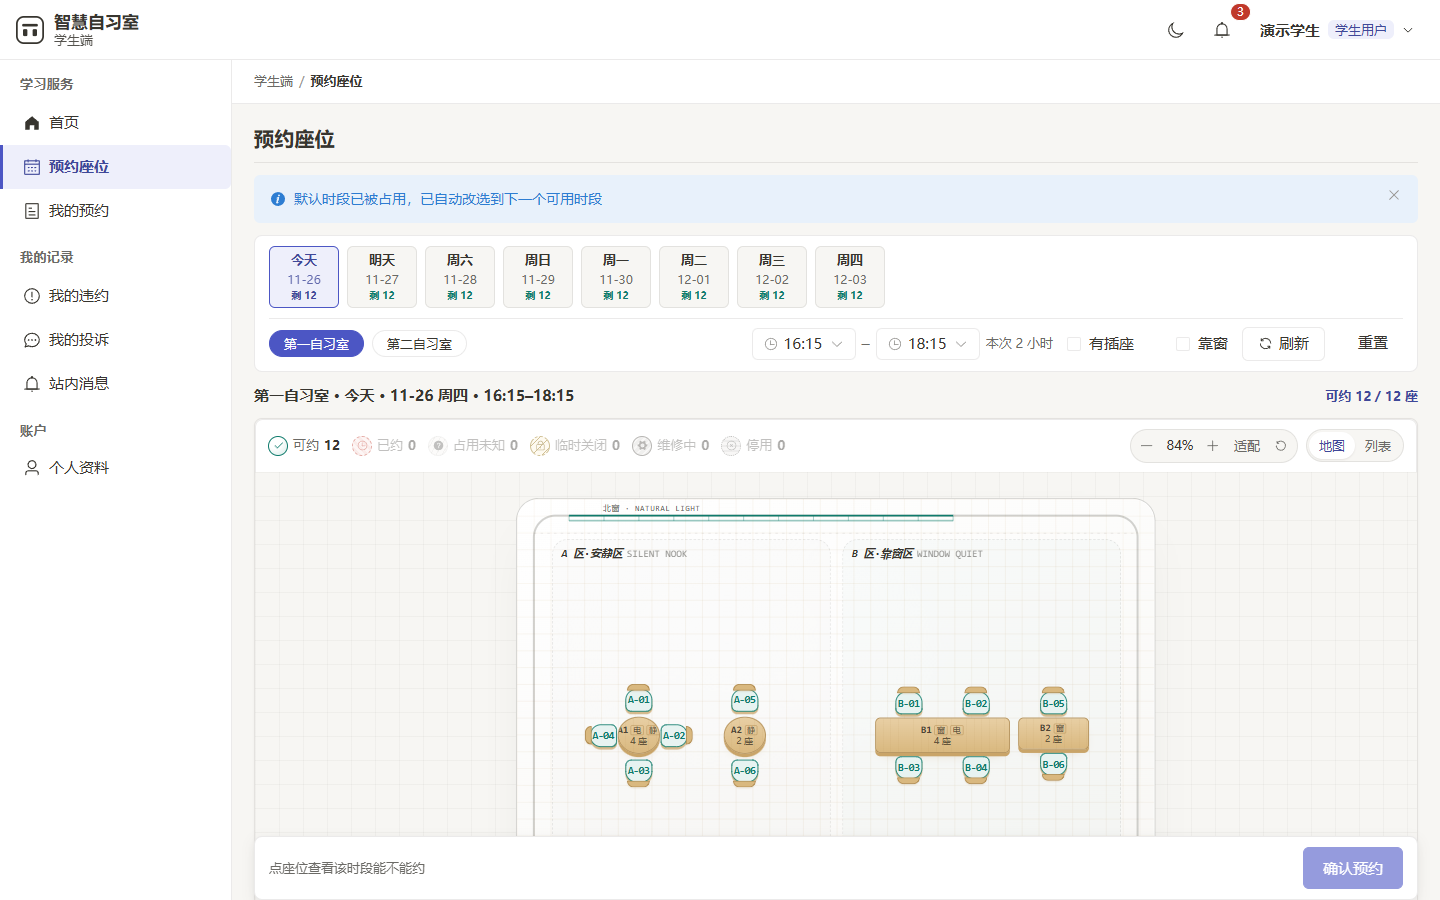 智慧自习室
学生端
3
演示学生 学生用户
学习服务
首页
预约座位
我的预约
我的记录
我的违约
我的投诉
站内消息
账户
个人资料
学生端 / 预约座位
预约座位
默认时段已被占用，已自动改选到下一个可用时段
今天 明天 周六 周日 周一 周二 周三 周四
11-26 11-27 11-28 11-29 11-30 12-01 12-02 12-03
剩 12 剩 12 剩 12 剩 12 剩 12 剩 12 剩 12 剩 12
第一自习室 第二自习室 16:15 – 18:15 本次 2 小时 有插座 靠窗 刷新 重置
第一自习室 • 今天 • 11-26 周四 • 16:15–18:15 可约 12 / 12 座
可约 12 已约 0 占用未知 0 临时关闭 0 维修中 0 停用 0 84% 适配 地图 列表
北窗 · NATURAL LIGHT
A 区·安静区 SILENT NOOK B 区·靠窗区 WINDOW QUIET
A-01 A-05 B-01 B-02 B-05
A-04 A1 电 静 A-02 A2 静 B1 窗 电 B2 窗
4 座 2 座 4 座 2 座
A-03 A-06 B-03 B-04 B-06
点座位查看该时段能不能约 确认预约